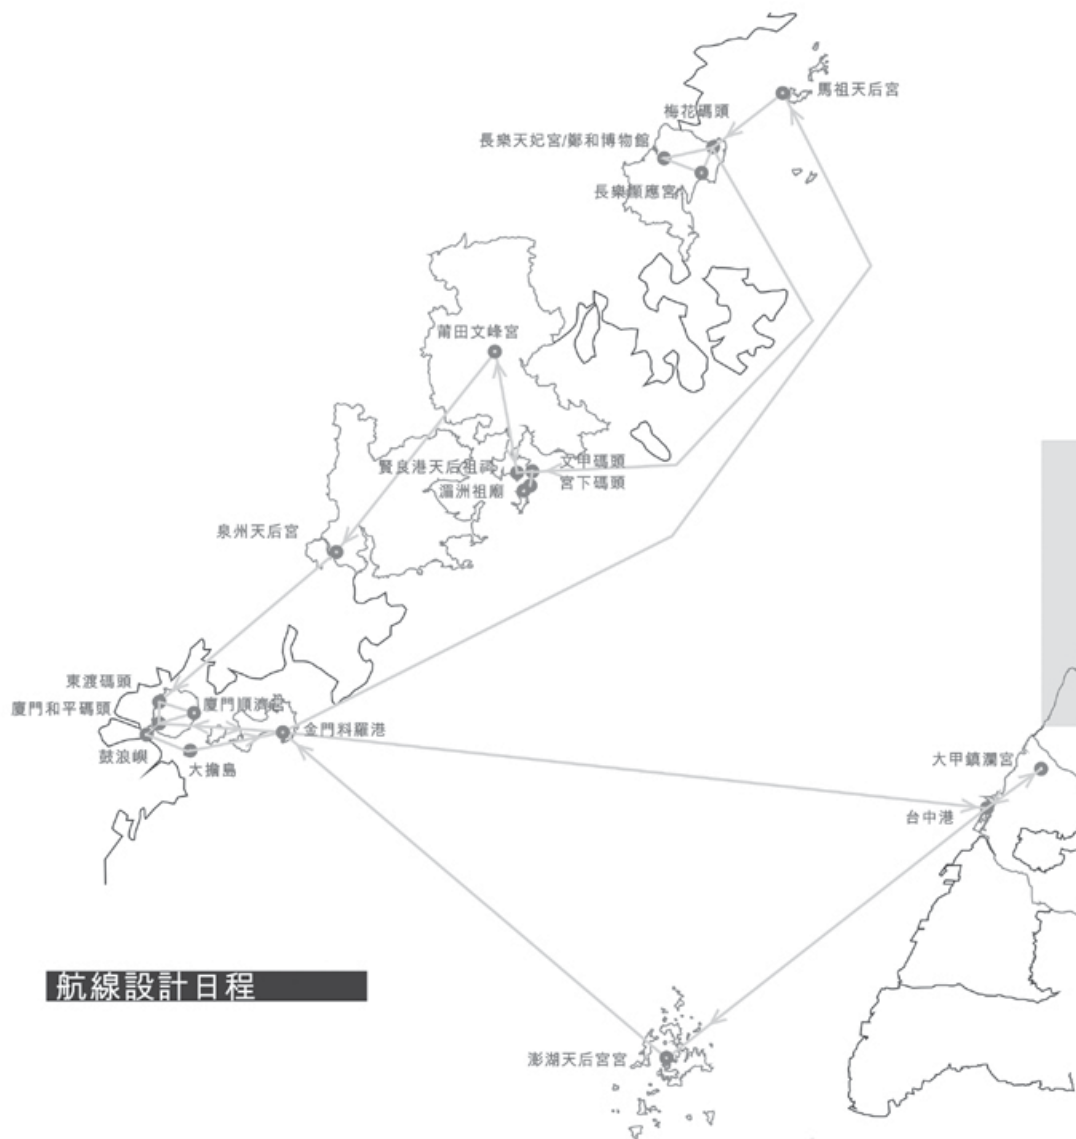 馬祖天后宮
梅花碼頭
長樂天妃宮/鄭和博物館
長樂顯應宮
莆田文峰宮
賢良港天后祖祠
文甲碼頭
湄洲祖廟
宮下碼頭
泉州天后宮
東渡碼頭
廈門和平碼頭
廈門順濟宮
金門料羅港
鼓浪嶼
大擔島
大甲鎮瀾宮
台中港
航線設計日程
澎湖天后宮宮